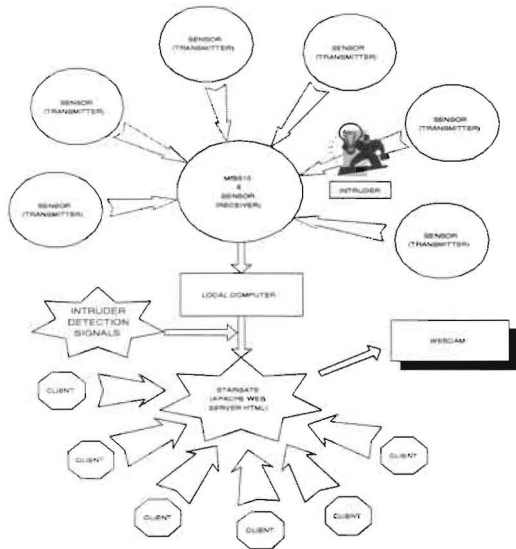 SENSOR
(TRANSMITTER)
SENSOR
(TRANSMITTER)
SENSOR
(TRANSMITTER)
SENSOR
(TRANSMITTER)
SENSOR
(TRANSMITTER)
SENSOR
(TRANSMITTER)
SENSOR
(TRANSMITTER)
&
SENSOR
(RECEIVER)
INTRUDER
LOCAL COMPUTER
INTRUDER
DETECTION
SIGNALS
WEBCAM
STARGATE
(APACHE WEB
SERVER HTML)
CLIENT
CLIENT
CLIENT
CLIENT
CLIENT
CLIENT